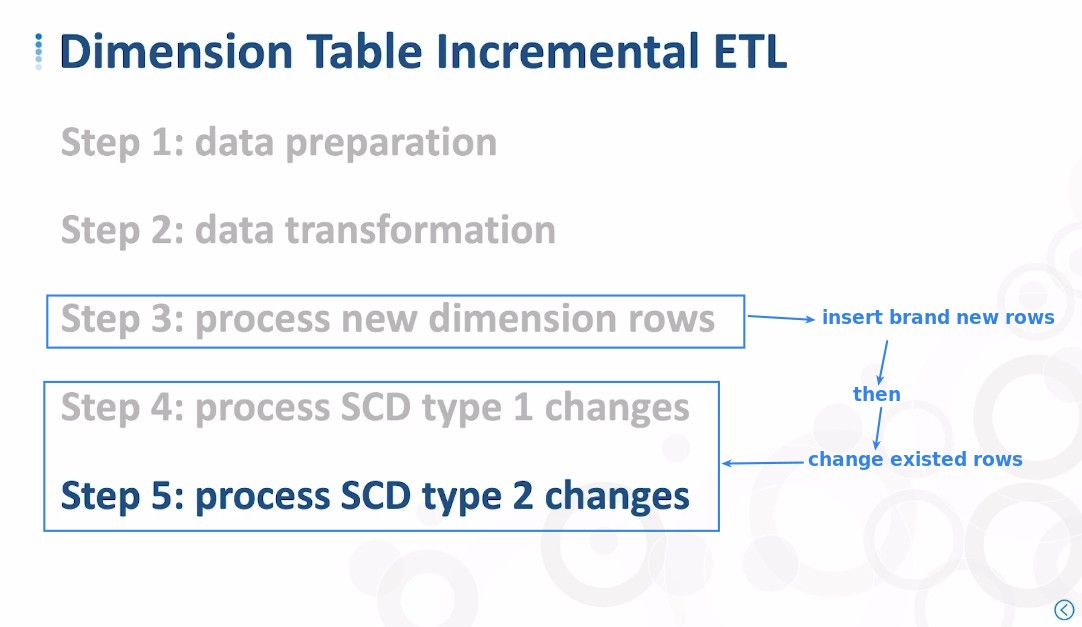 Dimension Table Incremental ETL
Step 1: data preparation
Step 2: data transformation
Step 3: process new dimension rows
insert brand new rows
then
Step 4: process SCD type 1 changes
change existed rows
Step 5: process SCD type 2 changes